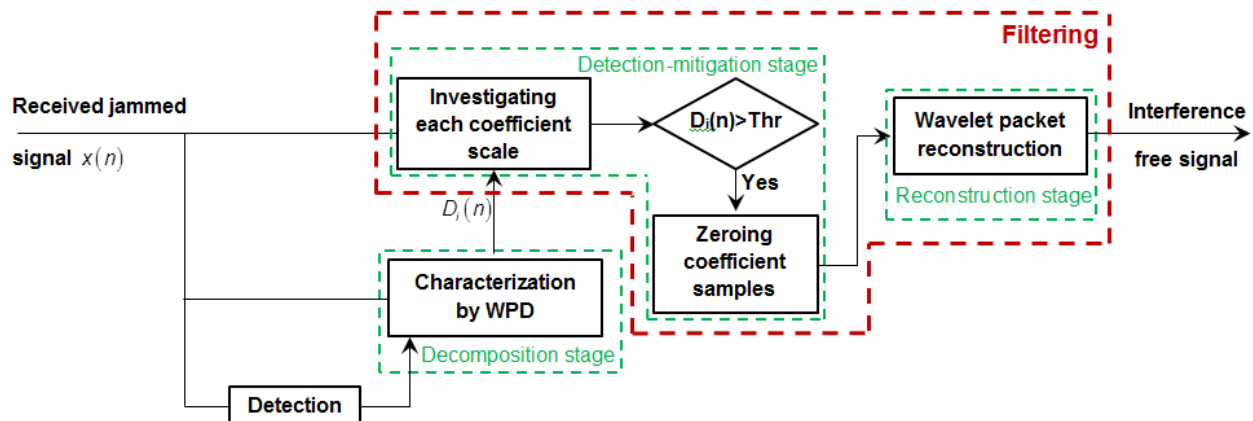 Filtering
Detection-mitigation stage
Received jammed
signal x(n)
Investigating
each coefficient
scale
Di(n)>Thr
Yes
Zeroing
coefficient
samples
Wavelet packet
reconstruction
Reconstruction stage
Interference
free signal
Di(n)
Characterization
by WPD
Decomposition stage
Detection